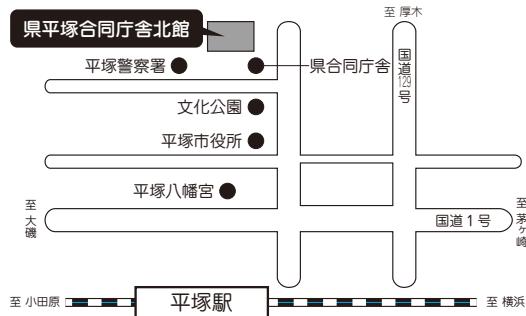 至 厚木
県平塚合同庁舎北館
平塚警察署
県合同庁舎
国道129号
文化公園
平塚市役所
平塚八幡宮
至 大磯
国道1号
至 茅ヶ崎
至 小田原
平塚駅
至 横浜